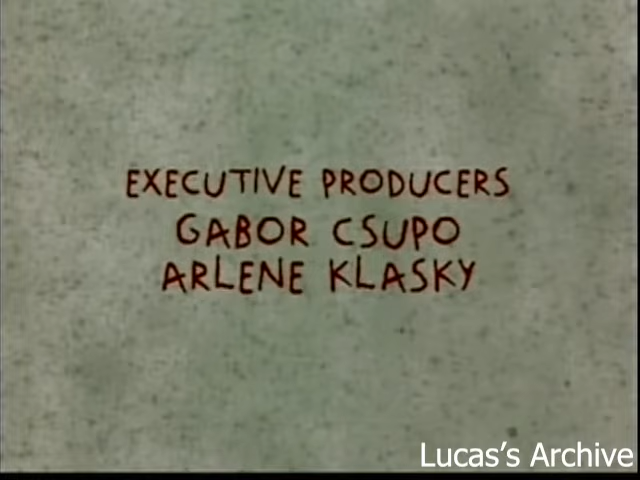 EXECUTIVE PRODUCERS
GABOR CSUPO
ARLENE KLASKY
Lucas's Archive